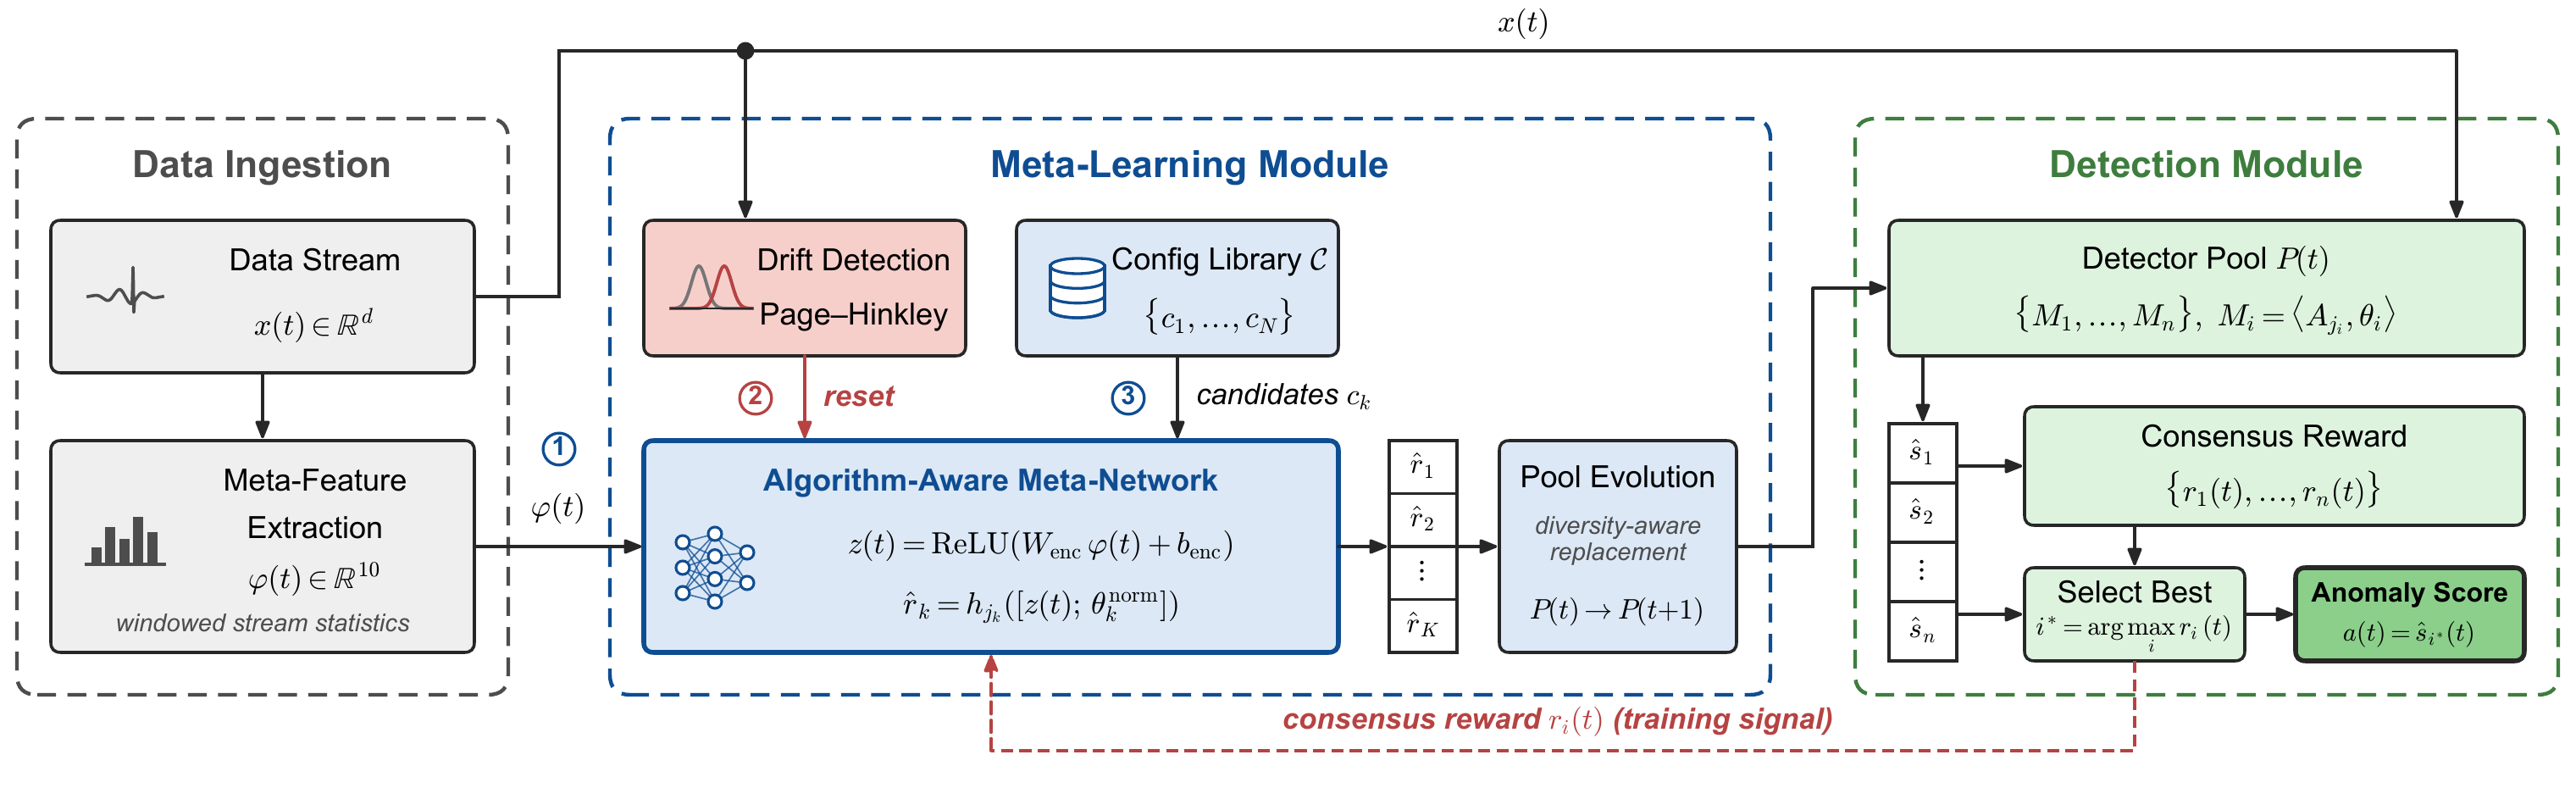 x(t)
Data Ingestion
Data Stream
x(t) ∈ ℝ^d
Meta-Feature
Extraction
φ(t) ∈ ℝ^10
windowed stream statistics
1
φ(t)
Meta-Learning Module
Drift Detection
Page–Hinkley
Config Library 𝒞
{c_1, …, c_N}
2
reset
3
candidates c_k
Algorithm-Aware Meta-Network
z(t) = ReLU(W_enc φ(t) + b_enc)
r̂_k = h_{j_k}([z(t); θ_k^norm])
r̂_1
r̂_2
⋮
r̂_K
Pool Evolution
diversity-aware
replacement
P(t) → P(t+1)
Detection Module
Detector Pool P(t)
{M_1, …, M_n}, M_i = ⟨A_{j_i}, θ_i⟩
ŝ_1
ŝ_2
⋮
ŝ_n
Consensus Reward
{r_1(t), …, r_n(t)}
Select Best
i* = arg max_i r_i(t)
Anomaly Score
a(t) = ŝ_{i*}(t)
consensus reward r_i(t) (training signal)